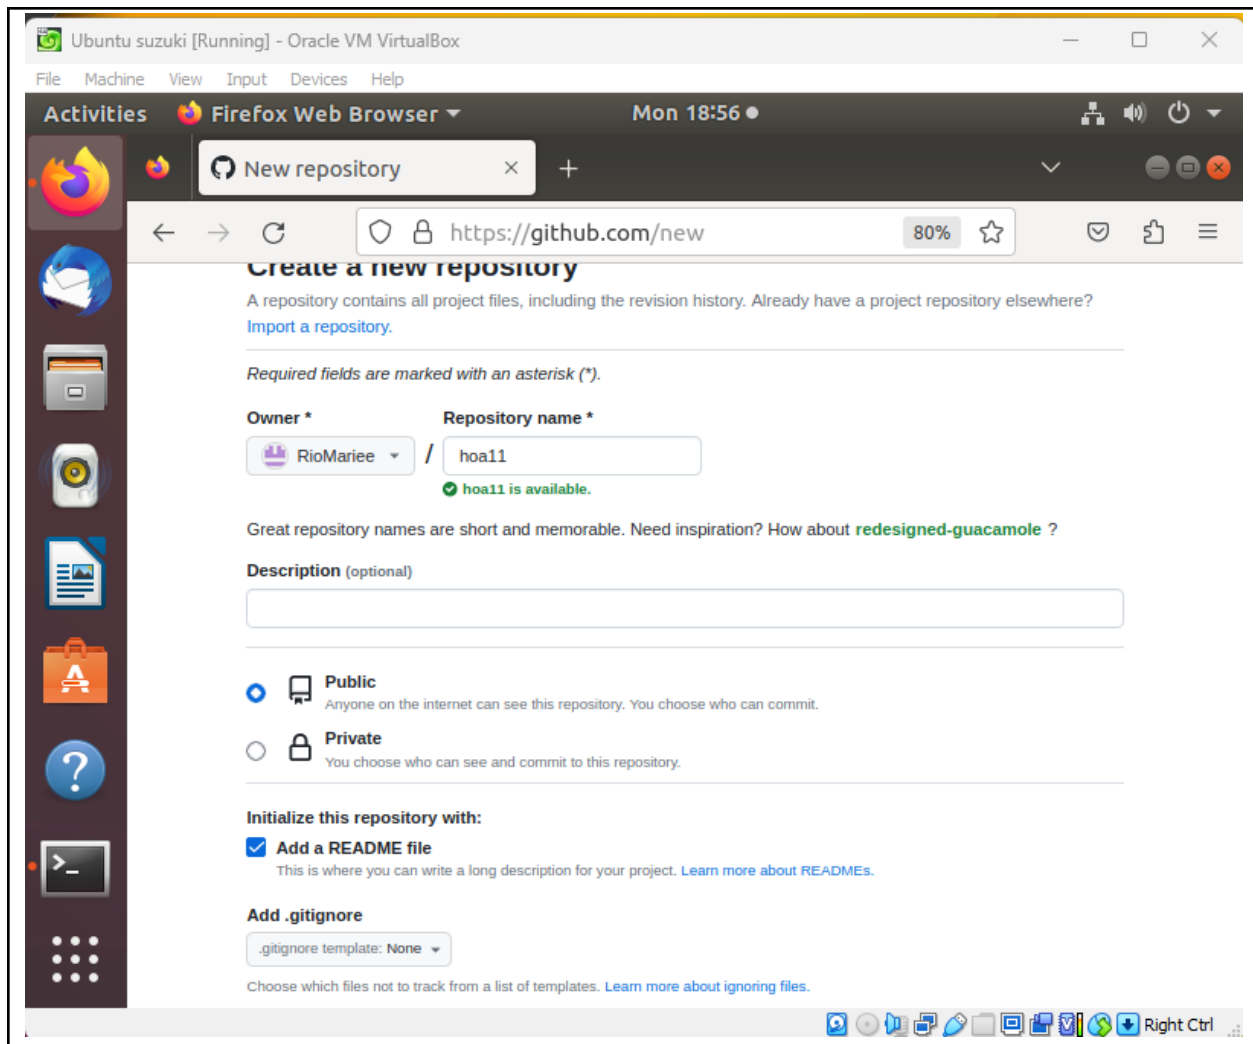 Ubuntu suzuki [Running] - Oracle VM VirtualBox
File Machine View Input Devices Help
Activities Firefox Web Browser Mon 18:56
New repository
https://github.com/new 80%
Create a new repository
A repository contains all project files, including the revision history. Already have a project repository elsewhere?
Import a repository.
Required fields are marked with an asterisk (*).
Owner * Repository name *
RioMariee / hoa11
hoa11 is available.
Great repository names are short and memorable. Need inspiration? How about redesigned-guacamole ?
Description (optional)
Public
Anyone on the internet can see this repository. You choose who can commit.
Private
You choose who can see and commit to this repository.
Initialize this repository with:
Add a README file
This is where you can write a long description for your project. Learn more about READMEs.
Add .gitignore
.gitignore template: None
Choose which files not to track from a list of templates. Learn more about ignoring files.
Right Ctrl